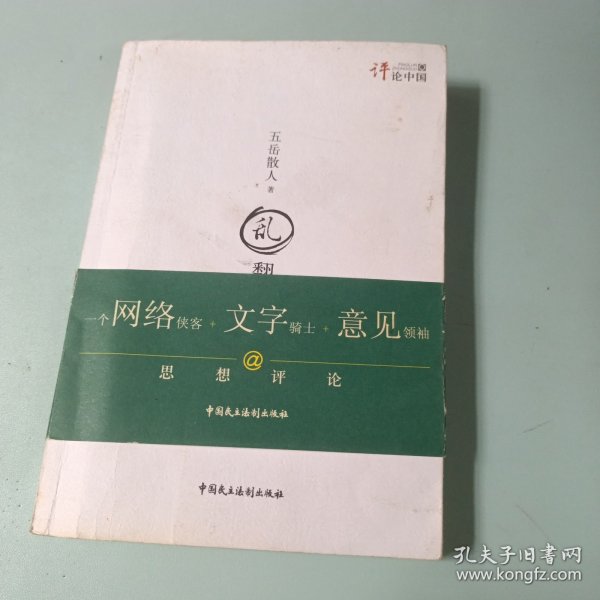 评论中国
五岳散人 著
乱
翻
一个网络侠客 + 文字骑士 + 意见领袖
@
思想评论
中国民主法制出版社
中国民主法制出版社
孔夫子旧书网
www.kongfz.com